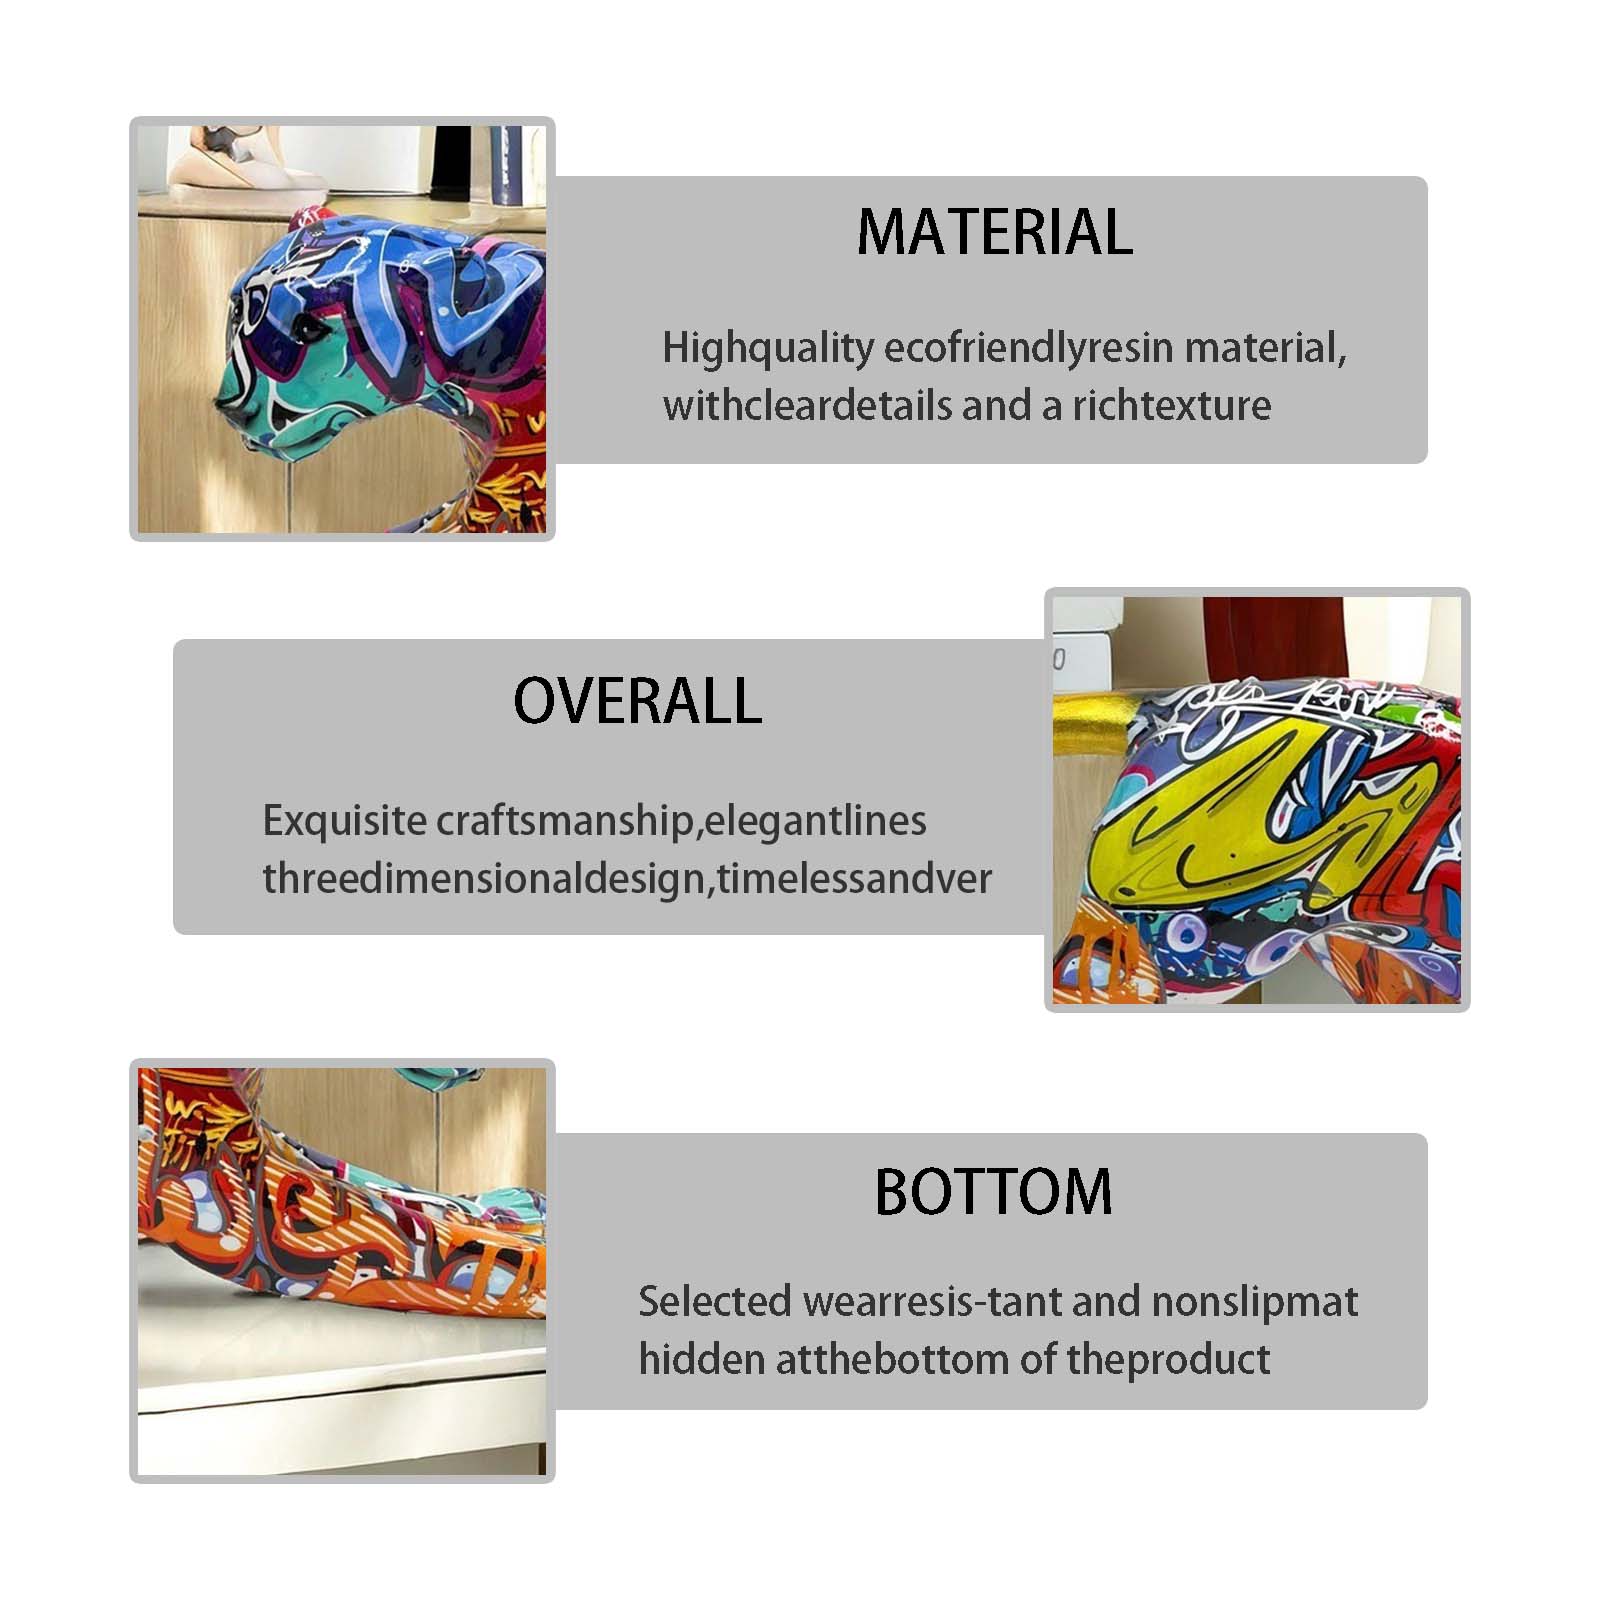 MATERIAL
Highquality ecofriendlyresin material,
withcleardetails and a richtexture
OVERALL
Exquisite craftsmanship,elegantlines
threedimensionaldesign,timelessandver
BOTTOM
Selected wearresis-tant and nonslipmat
hidden atthebottom of theproduct